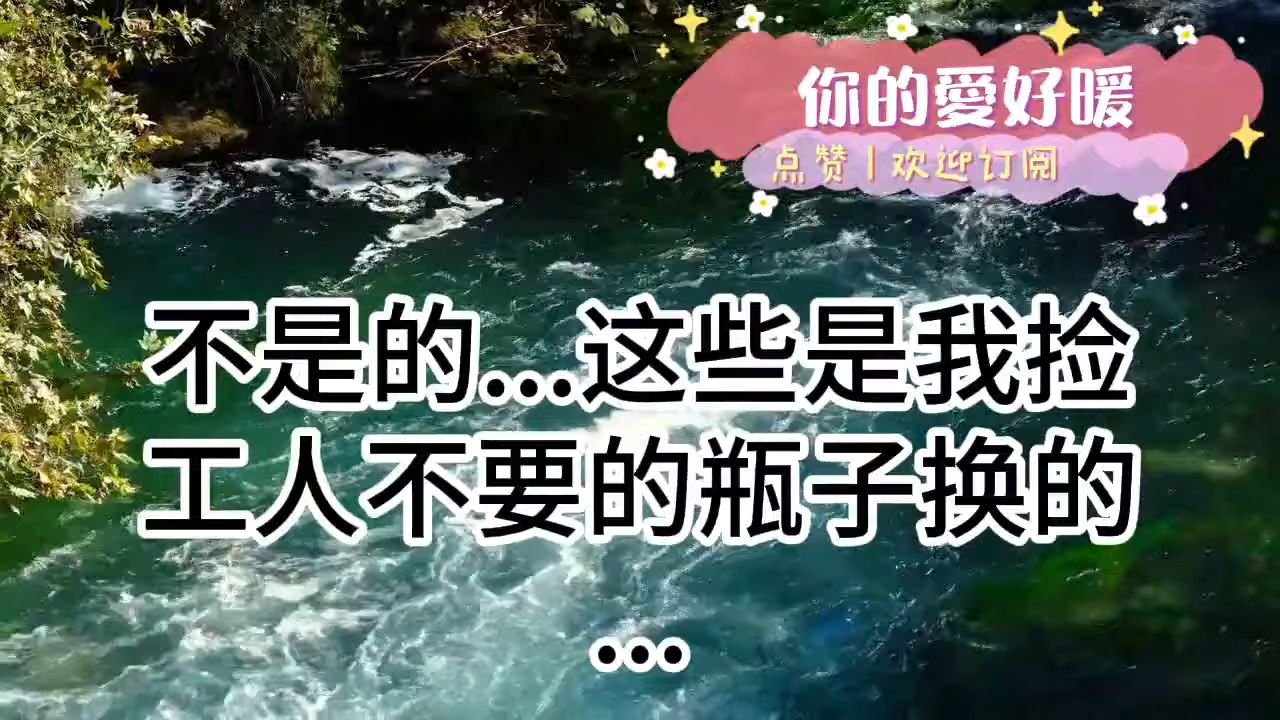 你的愛好暖
点赞 | 欢迎订阅
不是的...这些是我捡
工人不要的瓶子换的
...